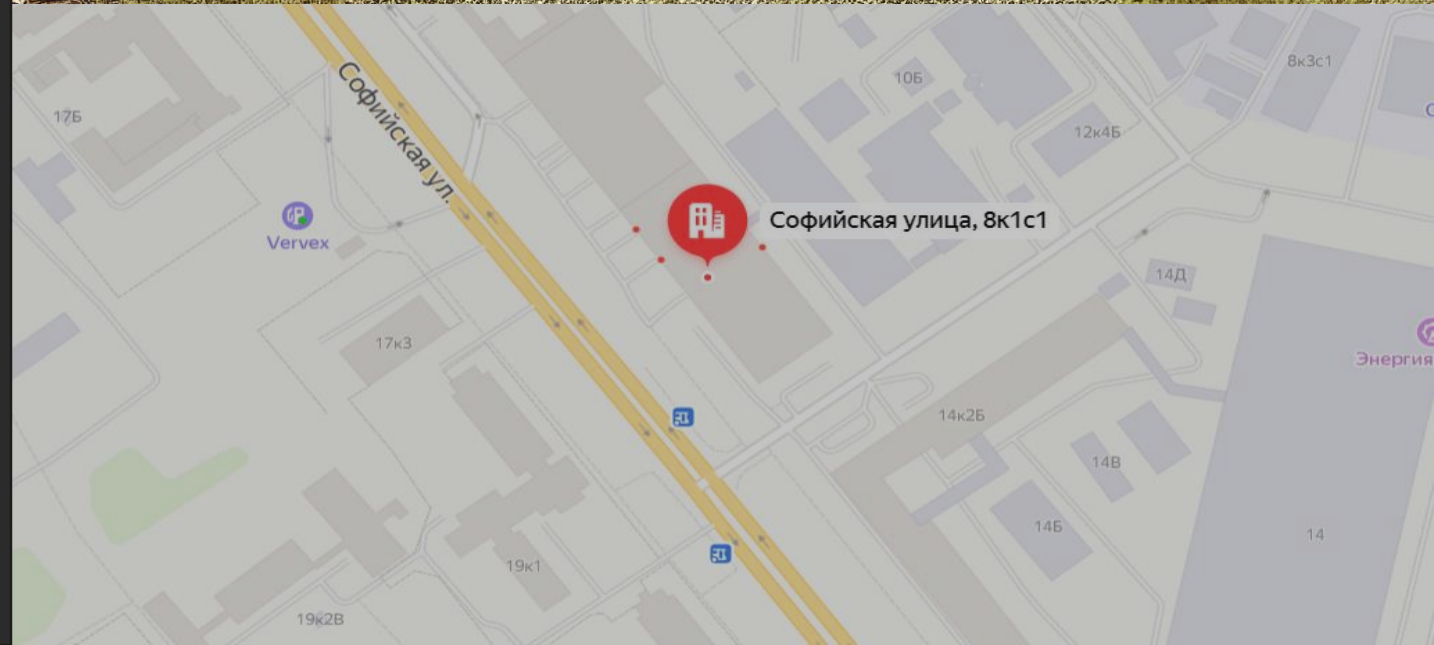 8к3с1
Софийская ул.
17Б
10Б
12к4Б
Vervex
Софийская улица, 8к1с1
14Д
17к3
Энергия
14к2Б
14В
14Б
14
19к1
19к2В